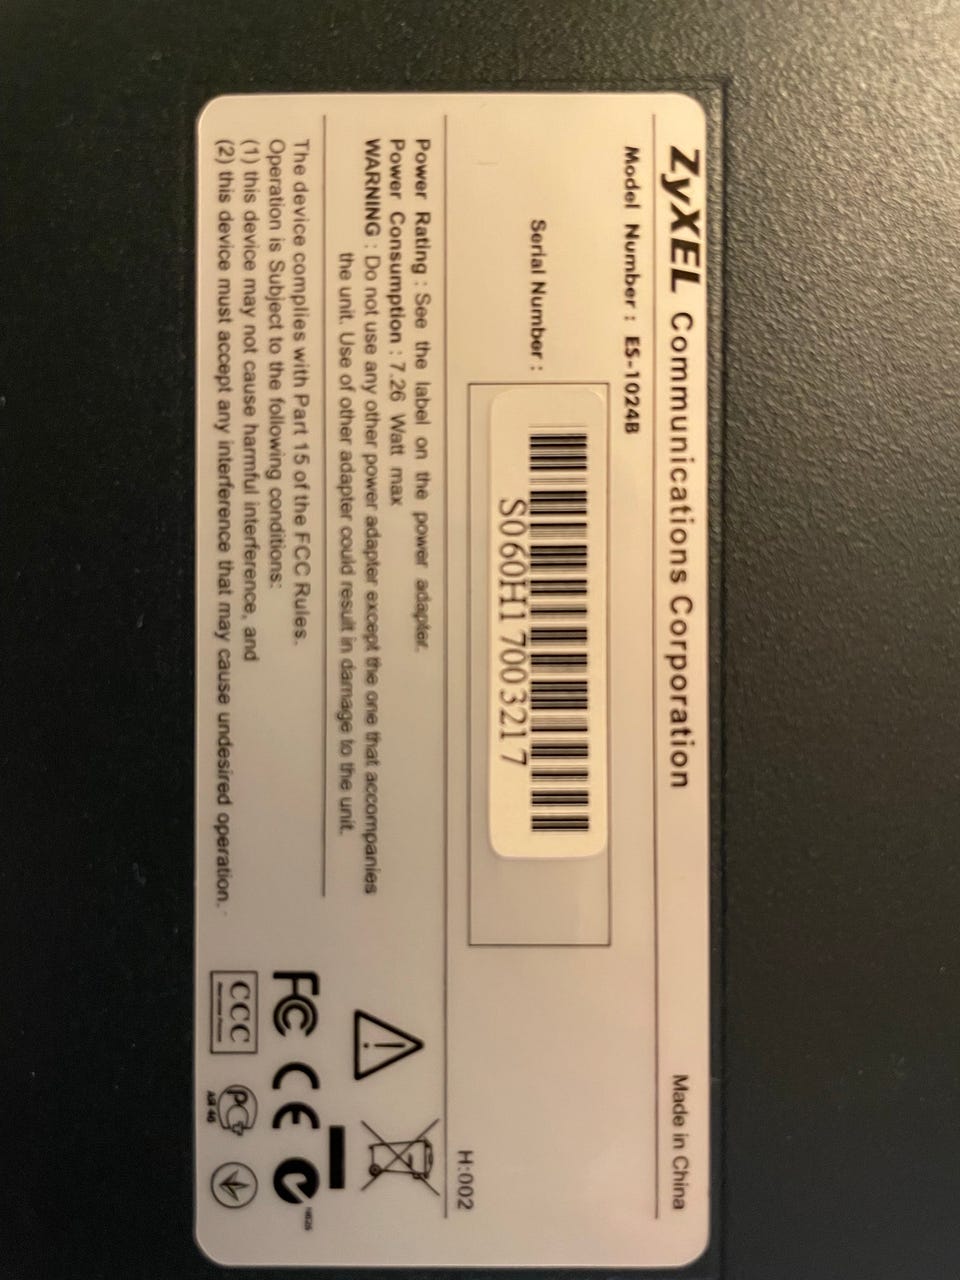 ZyXEL Communications Corporation Made in China
Model Number : ES-1024B
Serial Number :
S060H17003217
H:002
Power Rating : See the label on the power adapter.
Power Consumption : 7.26 Watt max
WARNING : Do not use any other power adapter except the one that accompanies
the unit. Use of other adapter could result in damage to the unit.
The device complies with Part 15 of the FCC Rules.
Operation is Subject to the following conditions:
(1) this device may not cause harmful interference, and
(2) this device must accept any interference that may cause undesired operation.
FC CE
N826
CCC
PC